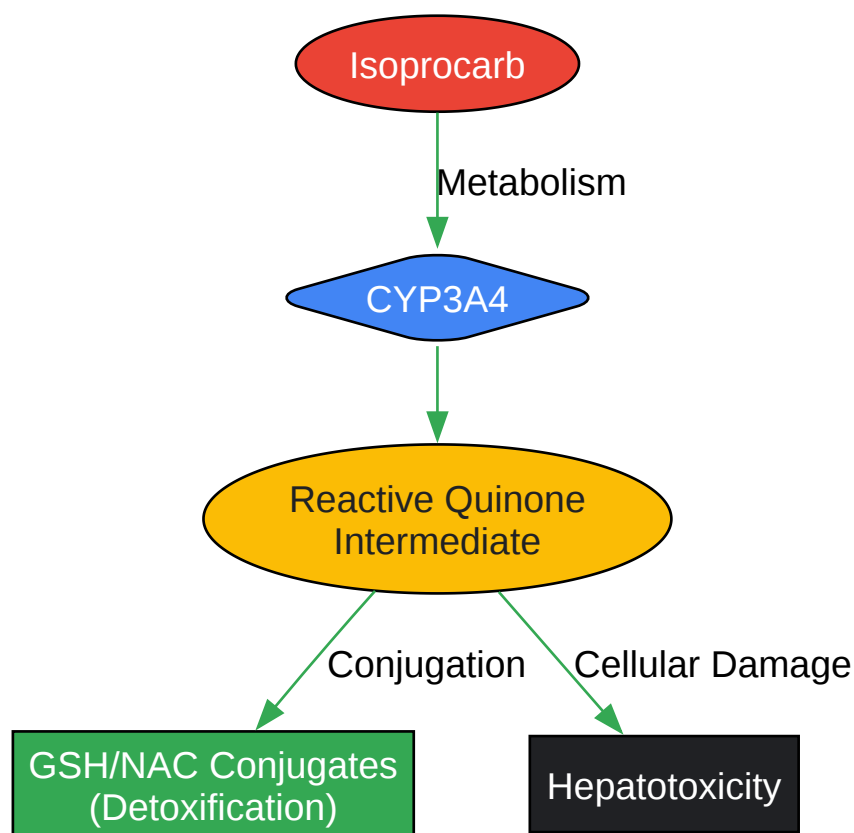 Isoprocarb
Metabolism
CYP3A4
Reactive Quinone
Intermediate
Conjugation
Cellular Damage
GSH/NAC Conjugates
(Detoxification)
Hepatotoxicity